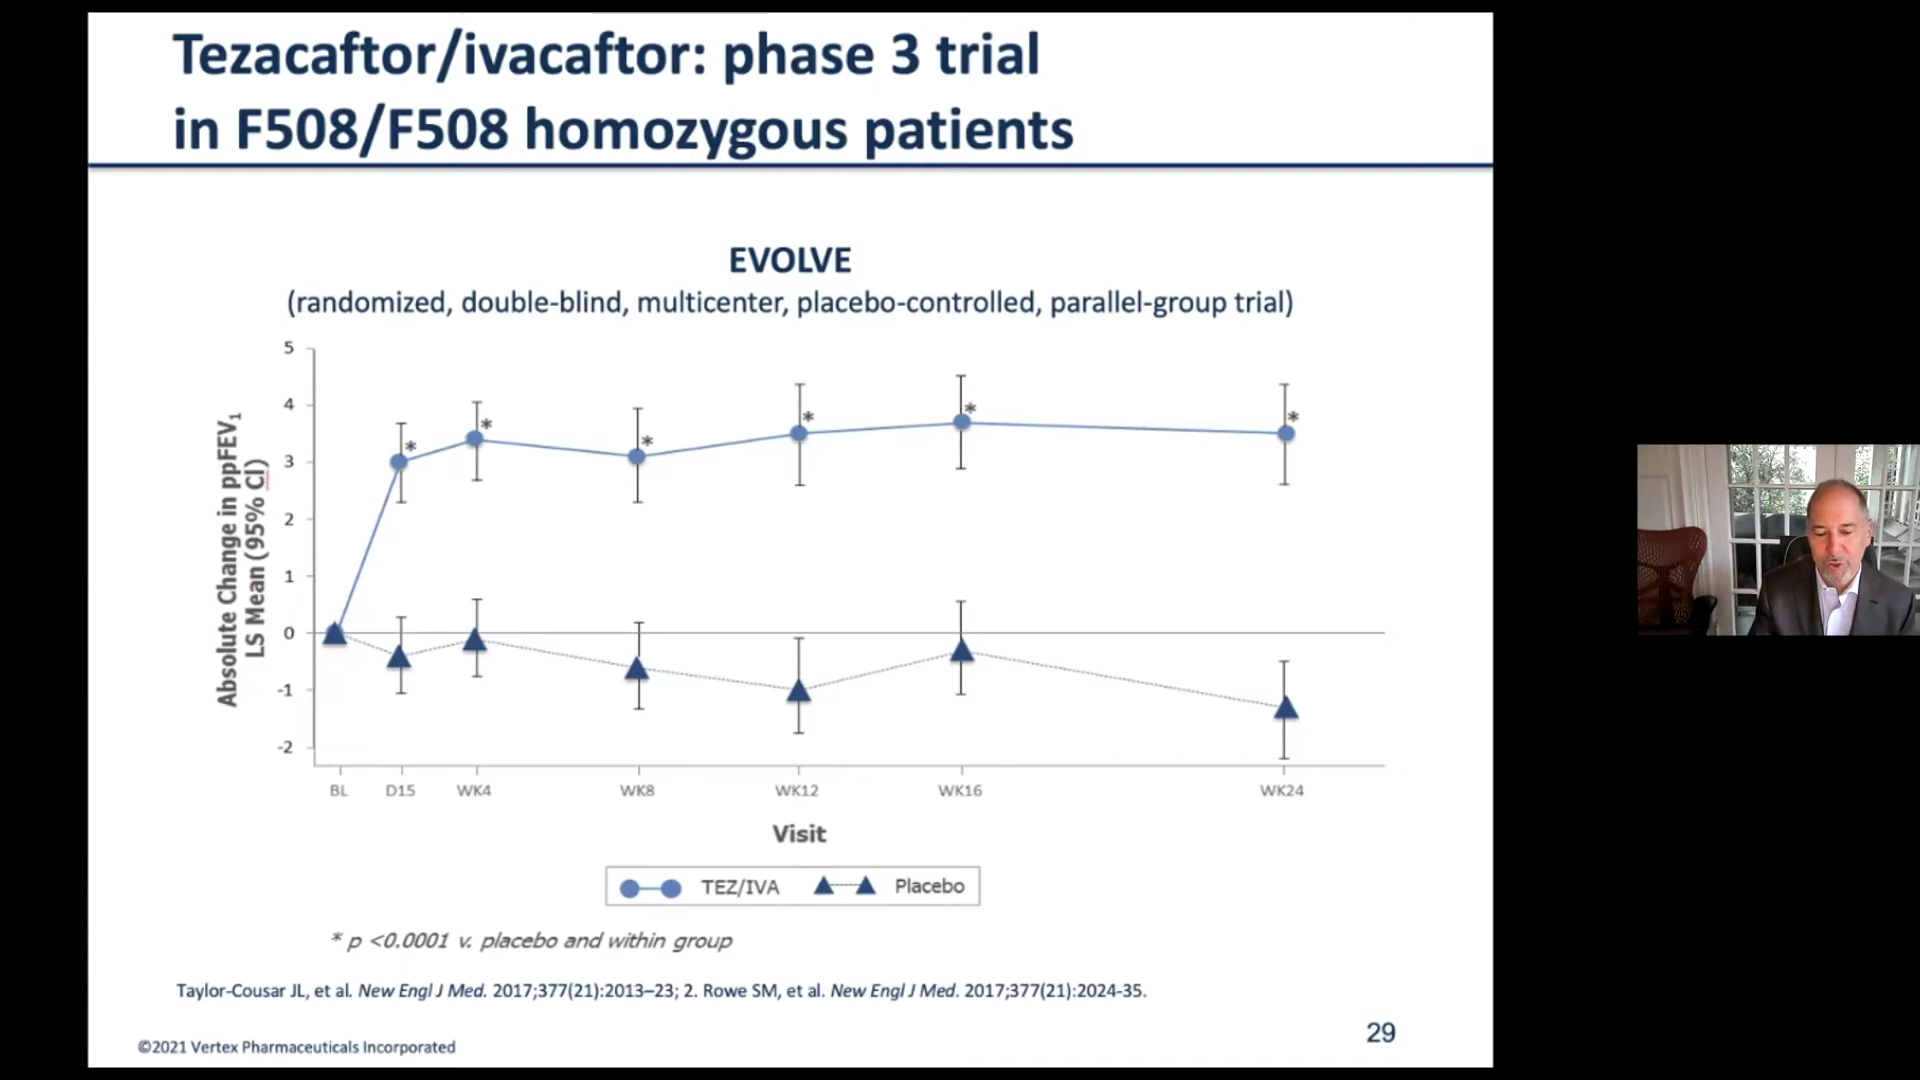 Tezacaftor/ivacaftor: phase 3 trial
in F508/F508 homozygous patients
EVOLVE
(randomized, double-blind, multicenter, placebo-controlled, parallel-group trial)
Absolute Change in ppFEV1
LS Mean (95% CI)
5
4
3
2
1
0
-1
-2
*
*
*
*
*
*
BL D15 WK4 WK8 WK12 WK16 WK24
Visit
TEZ/IVA Placebo
* p <0.0001 v. placebo and within group
Taylor-Cousar JL, et al. New Engl J Med. 2017;377(21):2013–23; 2. Rowe SM, et al. New Engl J Med. 2017;377(21):2024-35.
29
©2021 Vertex Pharmaceuticals Incorporated